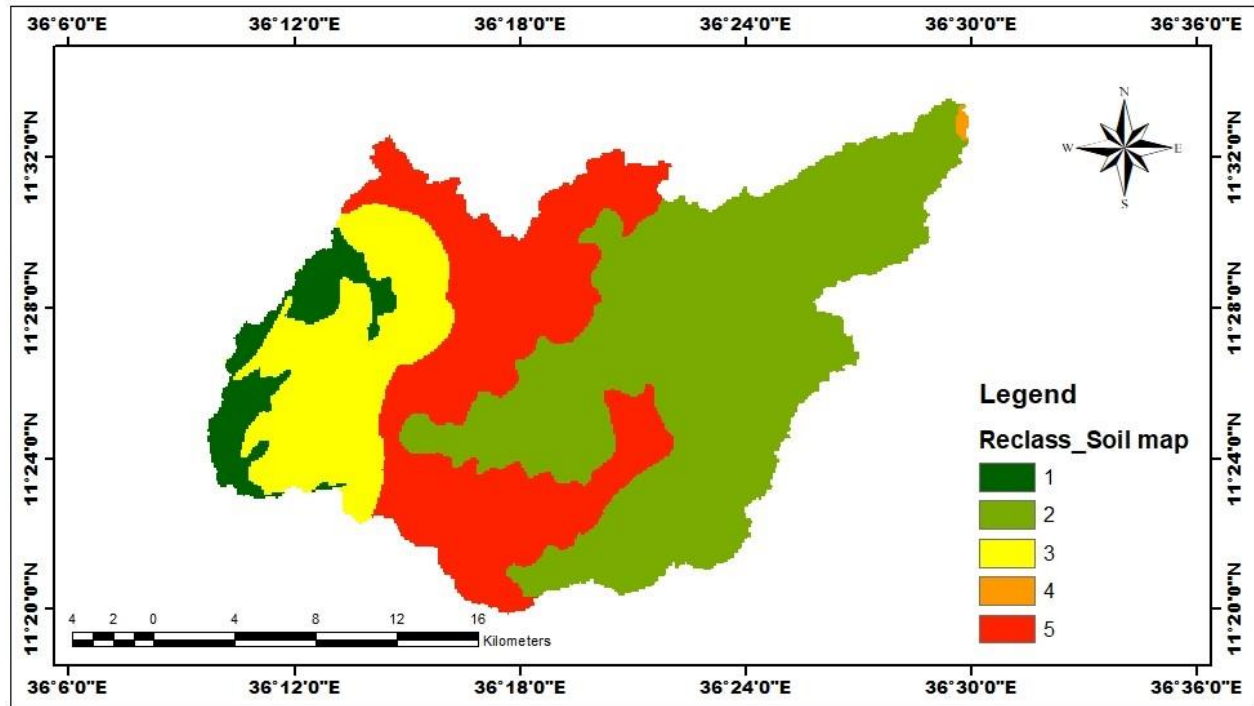 36°6'0"E 36°12'0"E 36°18'0"E 36°24'0"E 36°30'0"E 36°36'0"E
N
W E
S
11°32'0"N 11°32'0"N
11°28'0"N 11°28'0"N
11°24'0"N 11°24'0"N
11°20'0"N 11°20'0"N
Legend
Reclass_Soil map
1
2
3
4
5
4 2 0 4 8 12 16
Kilometers
36°6'0"E 36°12'0"E 36°18'0"E 36°24'0"E 36°30'0"E 36°36'0"E